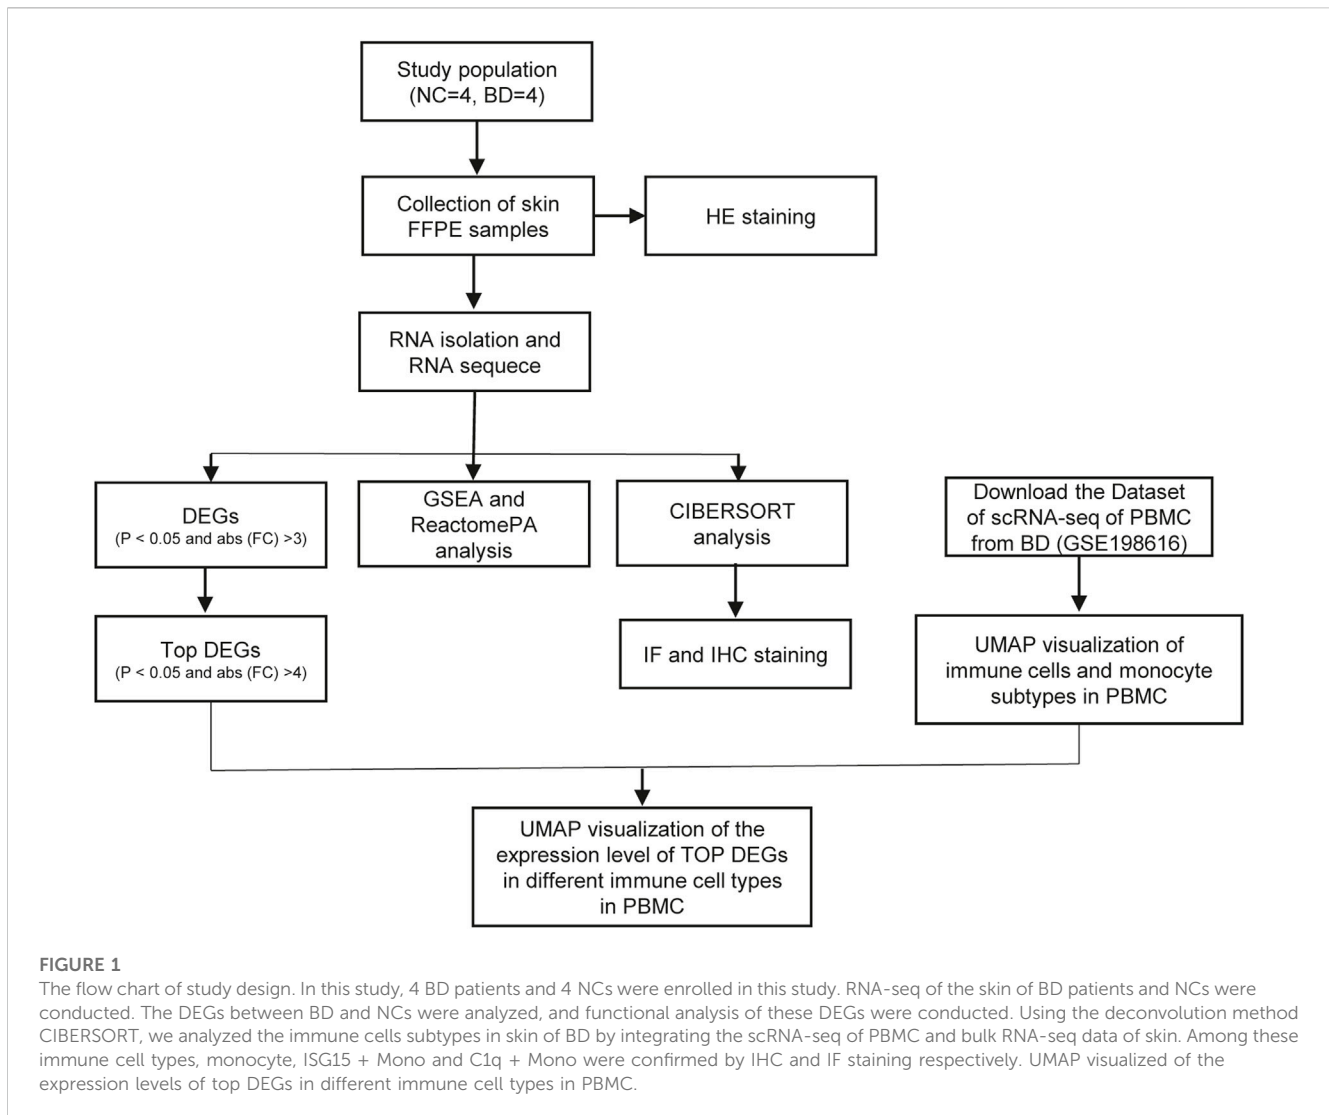 Study population
(NC=4, BD=4)
Collection of skin
FFPE samples
HE staining
RNA isolation and
RNA sequece
DEGs
(P < 0.05 and abs (FC) >3)
GSEA and
ReactomePA
analysis
CIBERSORT
analysis
Download the Dataset
of scRNA-seq of PBMC
from BD (GSE198616)
Top DEGs
(P < 0.05 and abs (FC) >4)
IF and IHC staining
UMAP visualization of
immune cells and monocyte
subtypes in PBMC
UMAP visualization of the
expression level of TOP DEGs
in different immune cell types
in PBMC
FIGURE 1
The flow chart of study design. In this study, 4 BD patients and 4 NCs were enrolled in this study. RNA-seq of the skin of BD patients and NCs were
conducted. The DEGs between BD and NCs were analyzed, and functional analysis of these DEGs were conducted. Using the deconvolution method
CIBERSORT, we analyzed the immune cells subtypes in skin of BD by integrating the scRNA-seq of PBMC and bulk RNA-seq data of skin. Among these
immune cell types, monocyte, ISG15 + Mono and C1q + Mono were confirmed by IHC and IF staining respectively. UMAP visualized of the
expression levels of top DEGs in different immune cell types in PBMC.